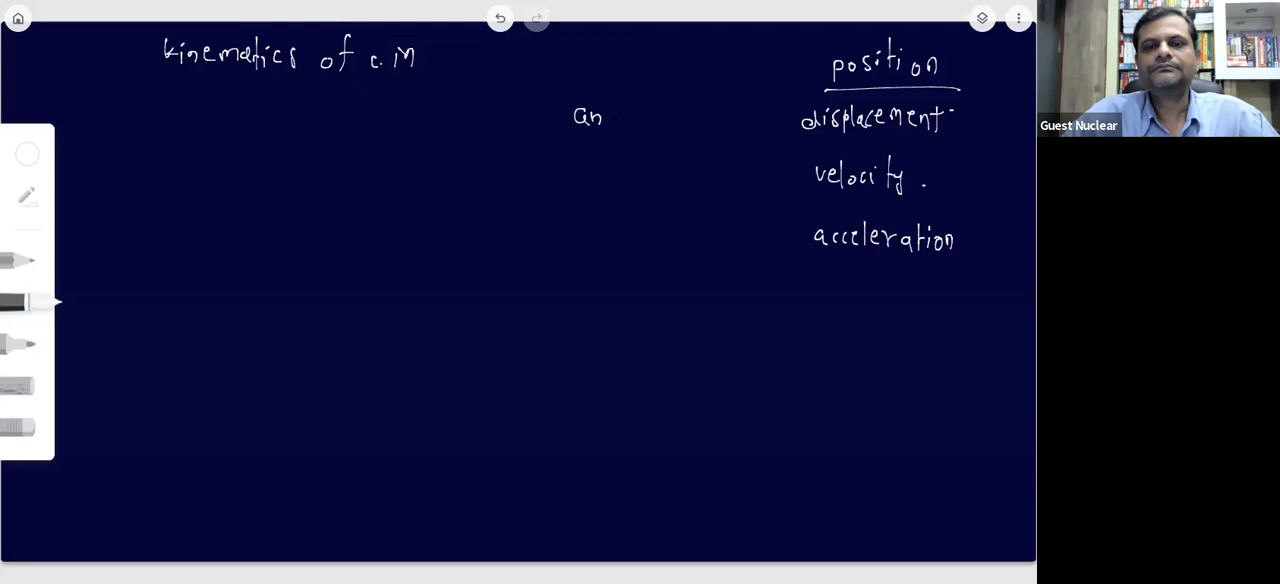 kinematics of c.M
position
an
displacement
velocity.
acceleration
Guest Nuclear